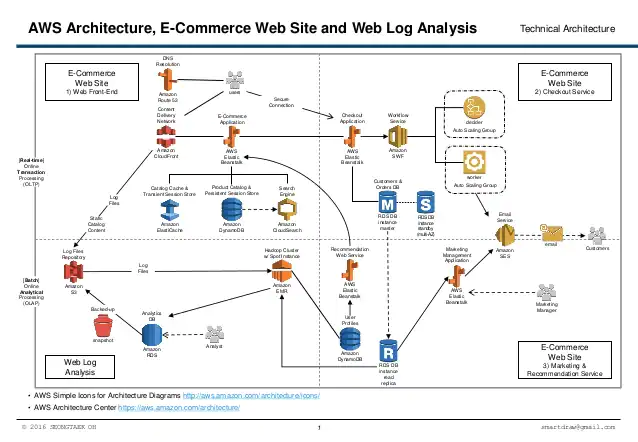 AWS Architecture, E-Commerce Web Site and Web Log Analysis
Technical Architecture
E-Commerce
Web Site
1) Web Front-End
DNS
Resolution
Amazon
Route 53
users
Secure
Connection
E-Commerce
Web Site
2) Checkout Service
Content
Delivery
Network
Amazon
CloudFront
E-Commerce
Application
AWS
Elastic
Beanstalk
Checkout
Application
AWS
Elastic
Beanstalk
Workflow
Service
Amazon
SWF
decider
Auto Scaling Group
worker
Auto Scaling Group
(Real-time)
Online
Transaction
Processing
(OLTP)
Log
Files
Catalog Cache &
Transient Session Store
Amazon
ElastiCache
Product Catalog &
Persistent Session Store
Amazon
DynamoDB
Search
Engine
Amazon
CloudSearch
Customers &
Orders DB
M
RDS DB
instance
master
S
RDS DB
instance
standby
(multi-AZ)
Static
Catalog
Content
Email
Service
Amazon
SES
email
Customers
(Batch)
Online
Analytical
Processing
(OLAP)
Log Files
Repository
Amazon
S3
Log
Files
Hadoop Cluster
w/ Spot Instance
Amazon
EMR
Recommendation
Web Service
AWS
Elastic
Beanstalk
Marketing
Management
Application
AWS
Elastic
Beanstalk
Marketing
Manager
Backed-up
snapshot
Analytics
DB
Amazon
RDS
Analyst
User
Profiles
Amazon
DynamoDB
R
RDS DB
instance
read
replica
Web Log
Analysis
E-Commerce
Web Site
3) Marketing &
Recommendation Service
• AWS Simple Icons for Architecture Diagrams http://aws.amazon.com/architecture/icons/
• AWS Architecture Center https://aws.amazon.com/architecture/
© 2016 SEUNGTAEK OH
1
smartdraw@gmail.com